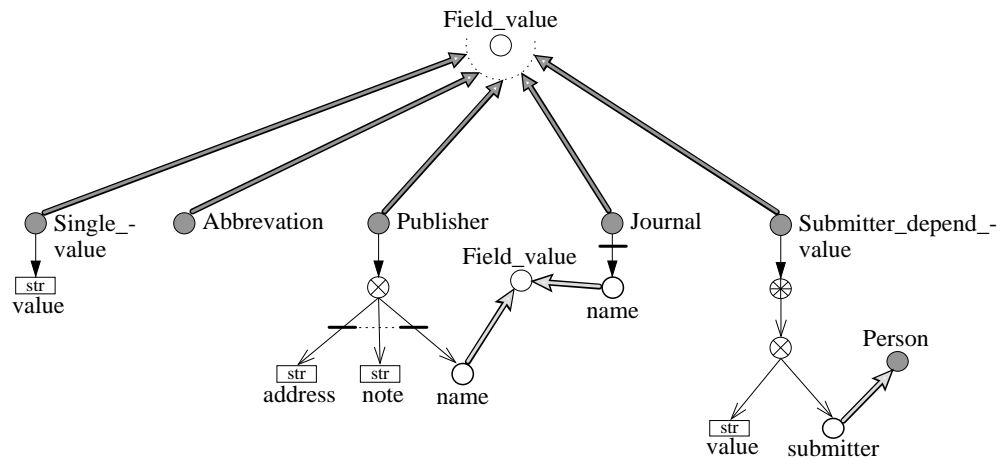 Field_value
Single_-
value
Abbrevation
Publisher
Journal
Submitter_depend_-
value
str
value
Field_value
name
Person
str
address
str
note
name
str
value
submitter